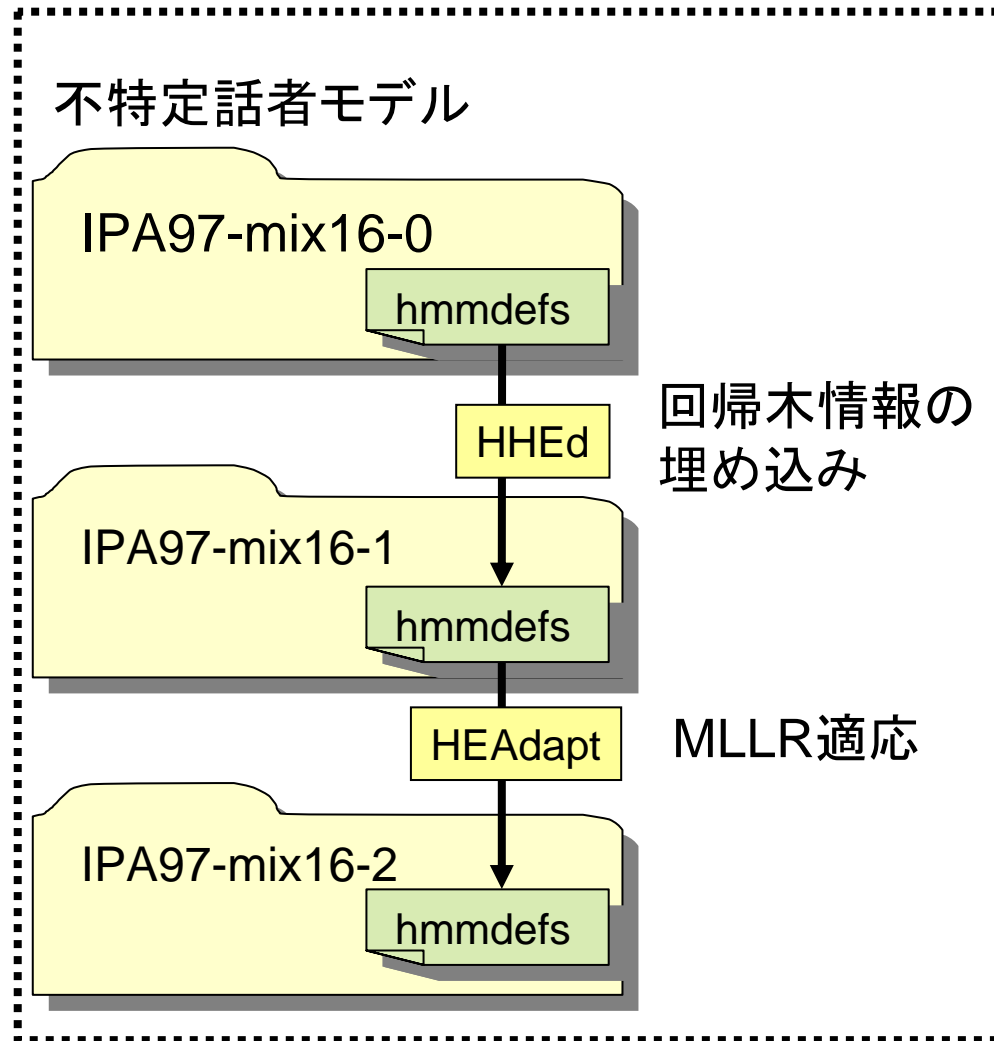 不特定話者モデル
IPA97-mix16-0
hmmdefs
HHEd
回帰木情報の
埋め込み
IPA97-mix16-1
hmmdefs
HEAdapt
MLLR適応
IPA97-mix16-2
hmmdefs